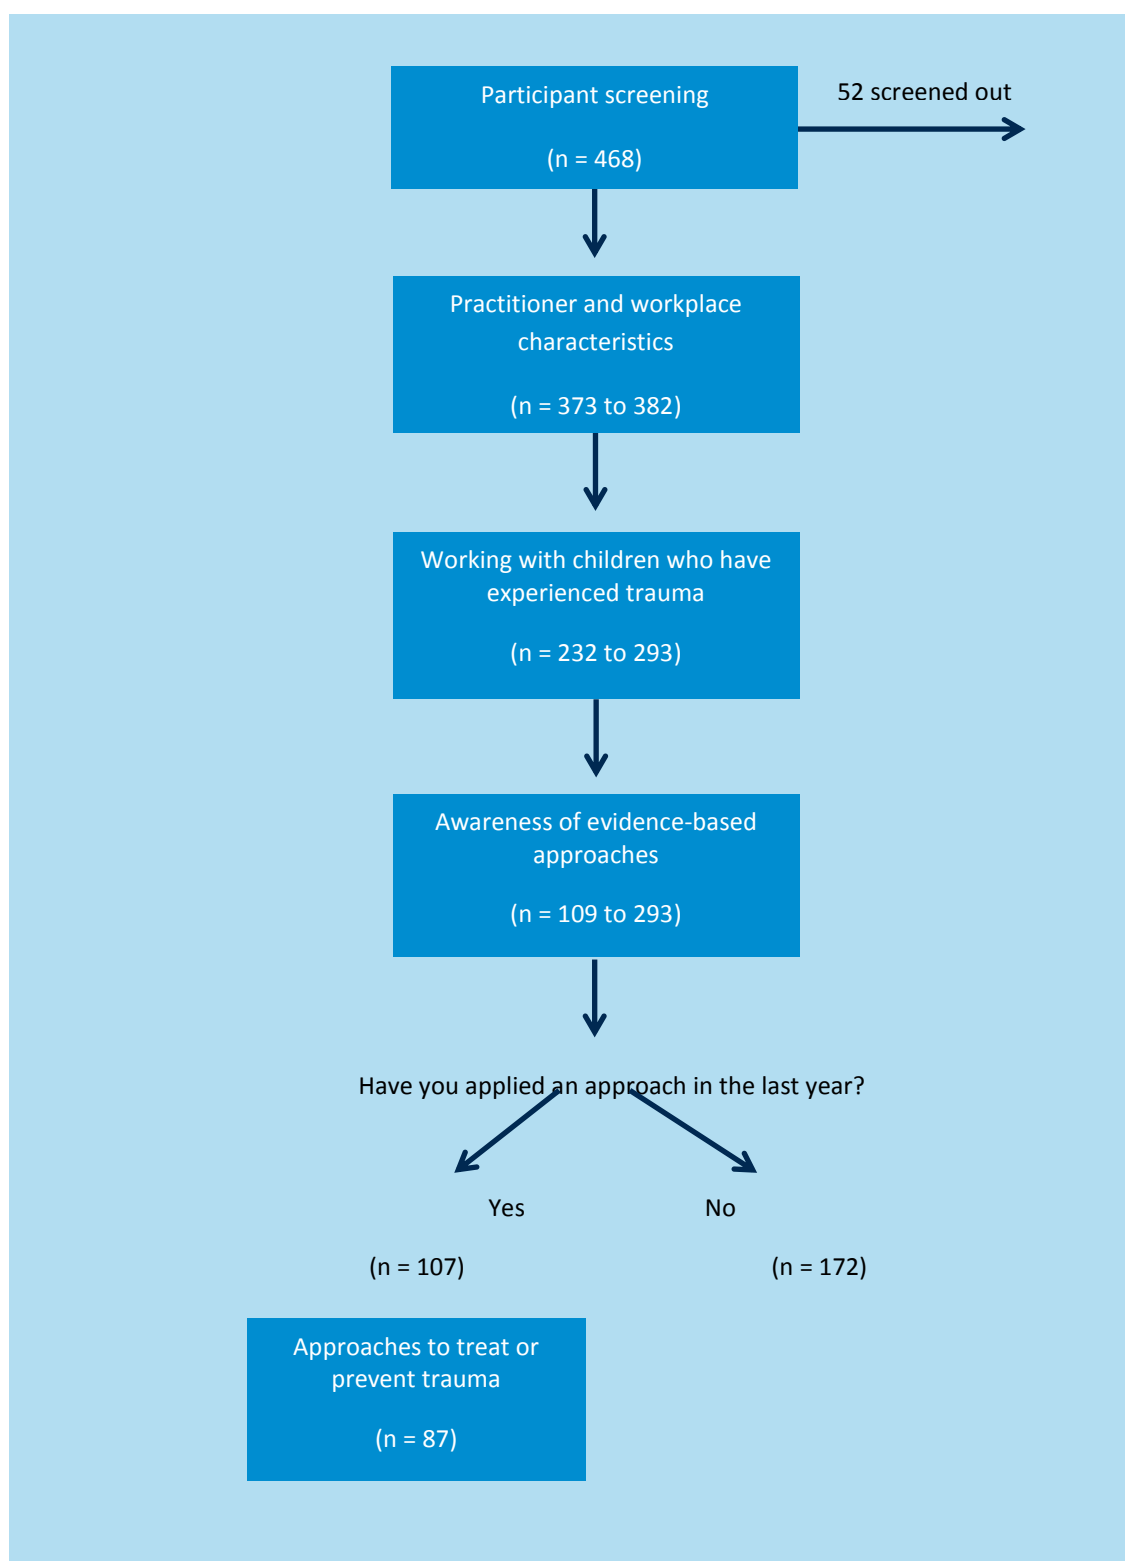 Participant screening
(n = 468)
52 screened out
Practitioner and workplace
characteristics
(n = 373 to 382)
Working with children who have
experienced trauma
(n = 232 to 293)
Awareness of evidence-based
approaches
(n = 109 to 293)
Have you applied an approach in the last year?
Yes
No
(n = 107)
(n = 172)
Approaches to treat or
prevent trauma
(n = 87)